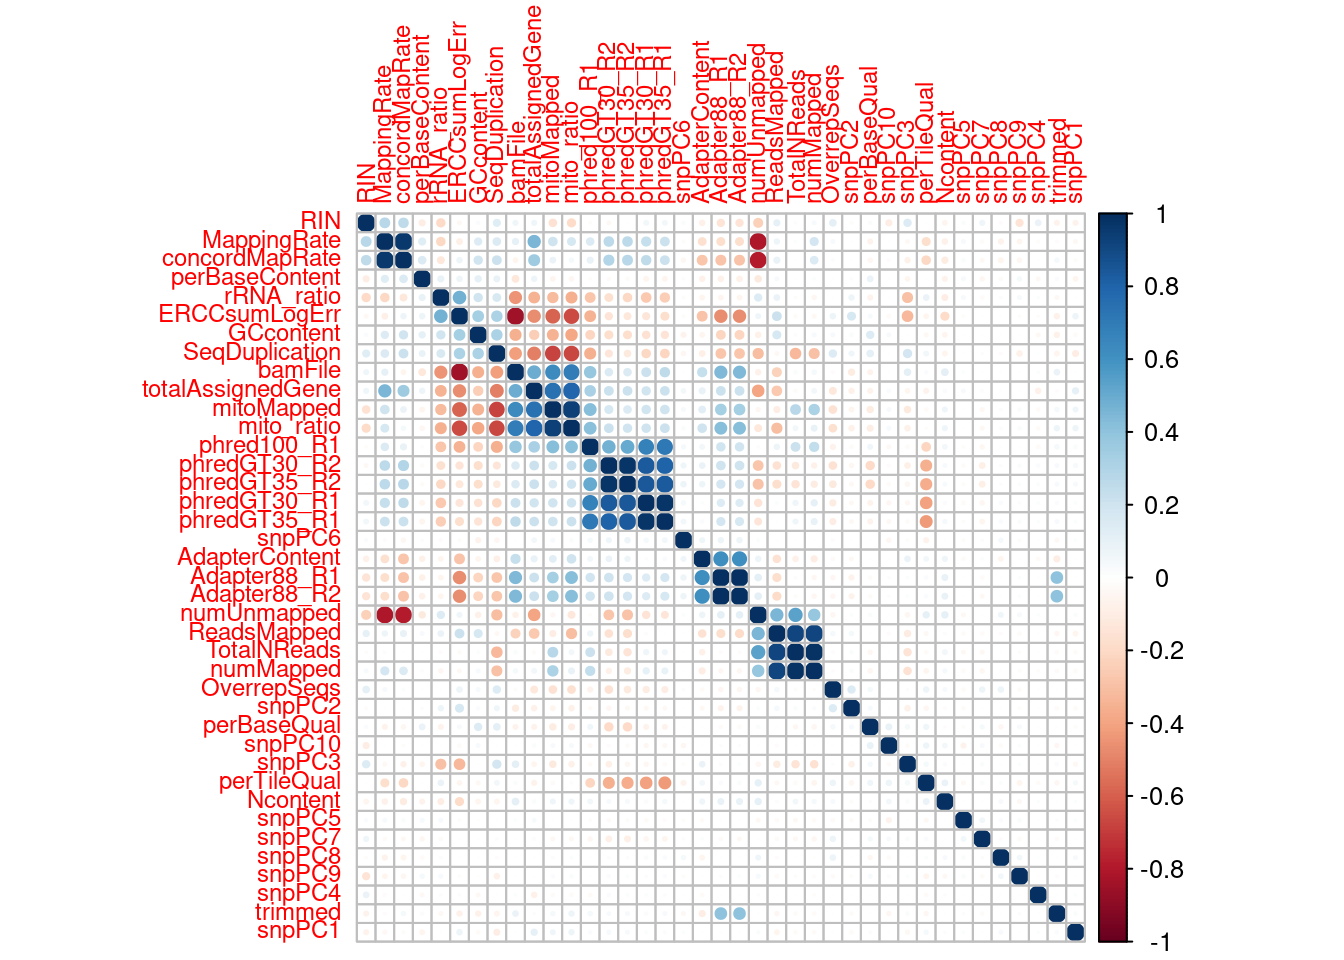 RIN
MappingRate
concordMapRate
perBaseContent
rRNA_ratio
ERCCsumLogErr
GCcontent
SeqDuplication
bamFile
totalAssignedGene
mitoMapped
mito_ratio
phred100_R1
phredGT30_R2
phredGT35_R2
phredGT30_R1
phredGT35_R1
snpPC6
AdapterContent
Adapter88_R1
Adapter88_R2
numUnmapped
ReadsMapped
TotalNReads
numMapped
OverrepSeqs
snpPC2
perBaseQual
snpPC10
snpPC3
perTileQual
Ncontent
snpPC5
snpPC7
snpPC8
snpPC9
snpPC4
trimmed
snpPC1
RIN
MappingRate
concordMapRate
perBaseContent
rRNA_ratio
ERCCsumLogErr
GCcontent
SeqDuplication
bamFile
totalAssignedGene
mitoMapped
mito_ratio
phred100_R1
phredGT30_R2
phredGT35_R2
phredGT30_R1
phredGT35_R1
snpPC6
AdapterContent
Adapter88_R1
Adapter88_R2
numUnmapped
ReadsMapped
TotalNReads
numMapped
OverrepSeqs
snpPC2
perBaseQual
snpPC10
snpPC3
perTileQual
Ncontent
snpPC5
snpPC7
snpPC8
snpPC9
snpPC4
trimmed
snpPC1
1
0.8
0.6
0.4
0.2
0
-0.2
-0.4
-0.6
-0.8
-1